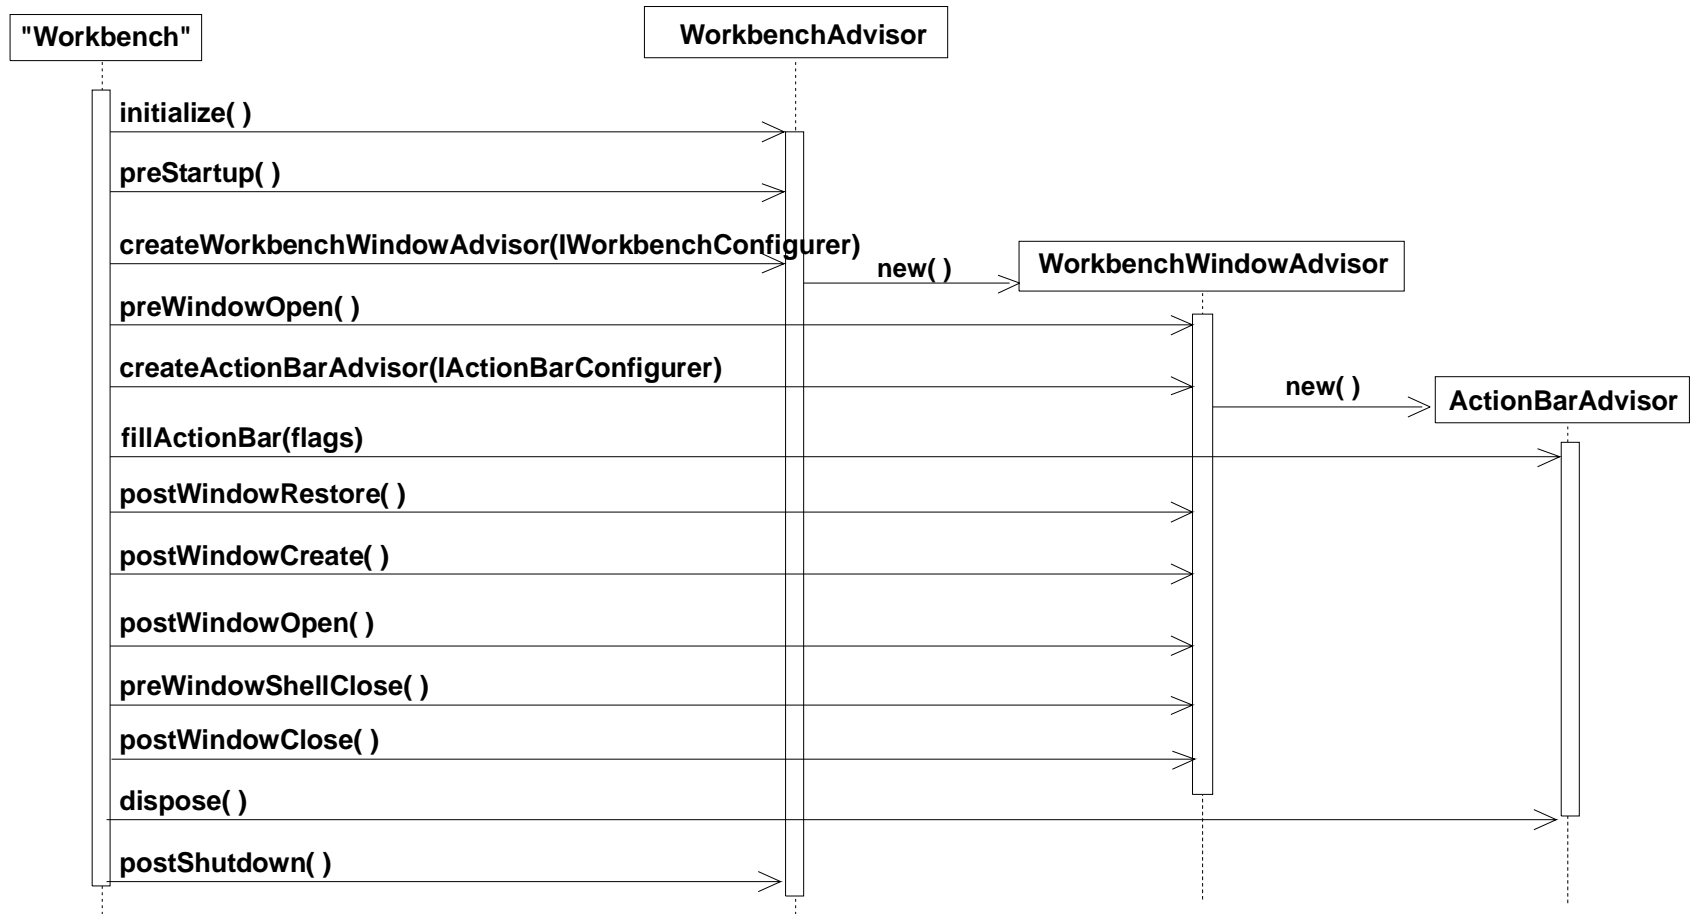 "Workbench"
WorkbenchAdvisor
initialize( )
preStartup( )
createWorkbenchWindowAdvisor(IWorkbenchConfigurer)
new( )
WorkbenchWindowAdvisor
preWindowOpen( )
createActionBarAdvisor(IActionBarConfigurer)
new( )
ActionBarAdvisor
fillActionBar(flags)
postWindowRestore( )
postWindowCreate( )
postWindowOpen( )
preWindowShellClose( )
postWindowClose( )
dispose( )
postShutdown( )